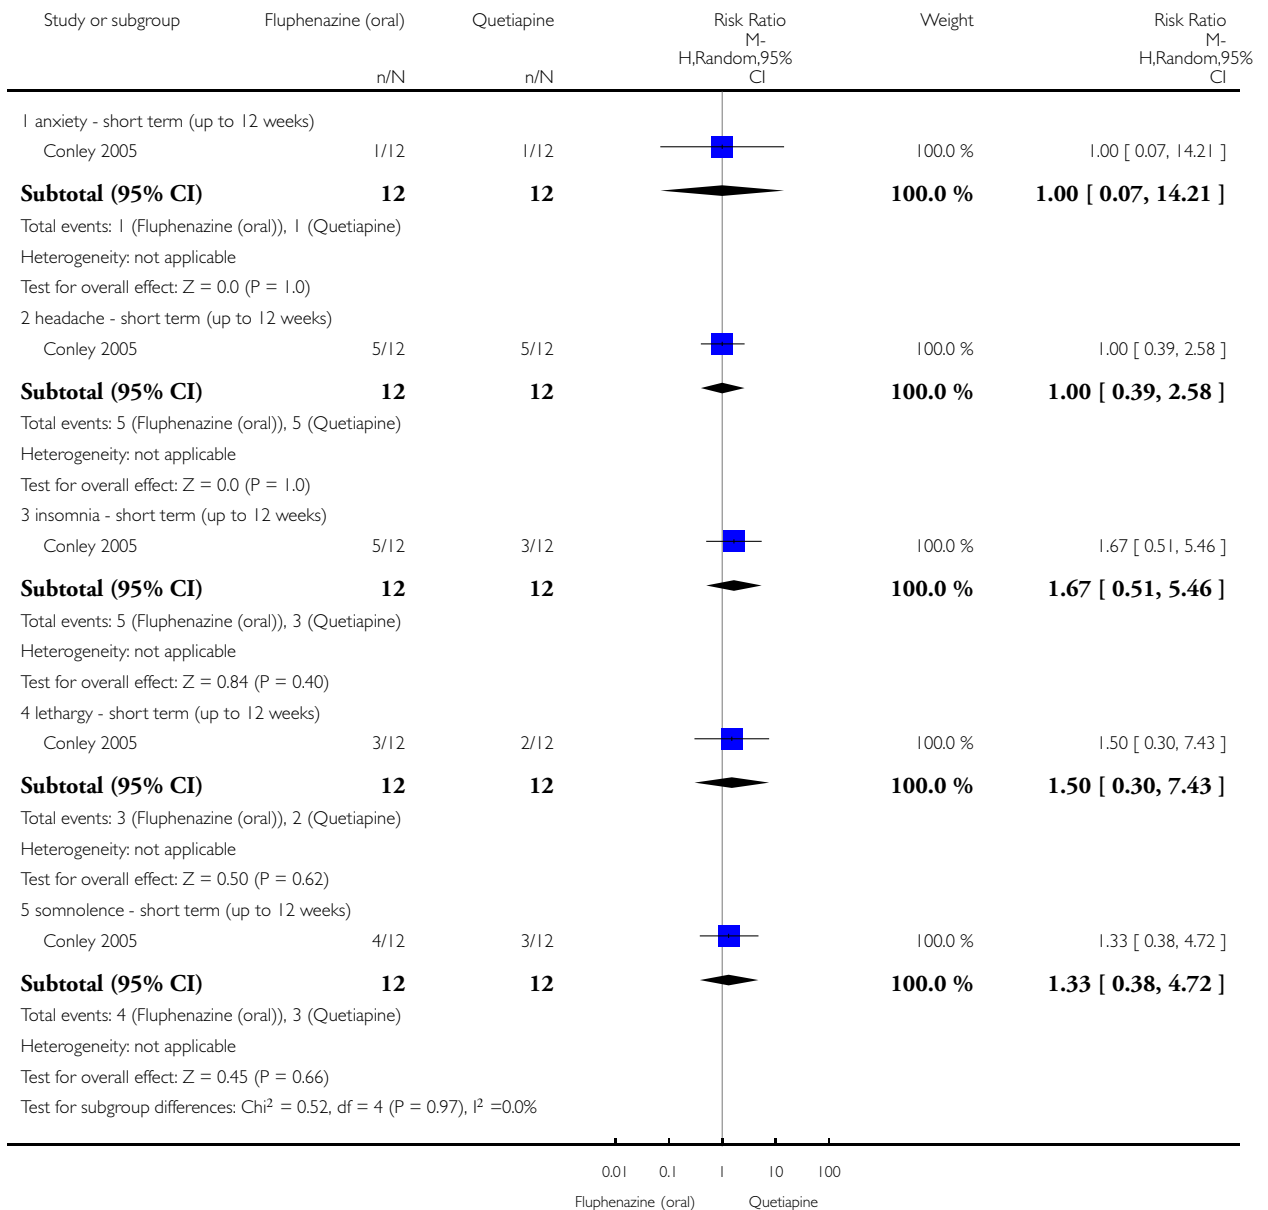 Study or subgroup Fluphenazine (oral) Quetiapine Risk Ratio Weight Risk Ratio
M- M-
H,Random,95% H,Random,95%
n/N n/N CI CI
1 anxiety - short term (up to 12 weeks)
Conley 2005 1/12 1/12 100.0 % 1.00 [ 0.07, 14.21 ]
Subtotal (95% CI) 12 12 100.0 % 1.00 [ 0.07, 14.21 ]
Total events: 1 (Fluphenazine (oral)), 1 (Quetiapine)
Heterogeneity: not applicable
Test for overall effect: Z = 0.0 (P = 1.0)
2 headache - short term (up to 12 weeks)
Conley 2005 5/12 5/12 100.0 % 1.00 [ 0.39, 2.58 ]
Subtotal (95% CI) 12 12 100.0 % 1.00 [ 0.39, 2.58 ]
Total events: 5 (Fluphenazine (oral)), 5 (Quetiapine)
Heterogeneity: not applicable
Test for overall effect: Z = 0.0 (P = 1.0)
3 insomnia - short term (up to 12 weeks)
Conley 2005 5/12 3/12 100.0 % 1.67 [ 0.51, 5.46 ]
Subtotal (95% CI) 12 12 100.0 % 1.67 [ 0.51, 5.46 ]
Total events: 5 (Fluphenazine (oral)), 3 (Quetiapine)
Heterogeneity: not applicable
Test for overall effect: Z = 0.84 (P = 0.40)
4 lethargy - short term (up to 12 weeks)
Conley 2005 3/12 2/12 100.0 % 1.50 [ 0.30, 7.43 ]
Subtotal (95% CI) 12 12 100.0 % 1.50 [ 0.30, 7.43 ]
Total events: 3 (Fluphenazine (oral)), 2 (Quetiapine)
Heterogeneity: not applicable
Test for overall effect: Z = 0.50 (P = 0.62)
5 somnolence - short term (up to 12 weeks)
Conley 2005 4/12 3/12 100.0 % 1.33 [ 0.38, 4.72 ]
Subtotal (95% CI) 12 12 100.0 % 1.33 [ 0.38, 4.72 ]
Total events: 4 (Fluphenazine (oral)), 3 (Quetiapine)
Heterogeneity: not applicable
Test for overall effect: Z = 0.45 (P = 0.66)
Test for subgroup differences: Chi² = 0.52, df = 4 (P = 0.97), I² =0.0%
0.01 0.1 1 10 100
Fluphenazine (oral) Quetiapine